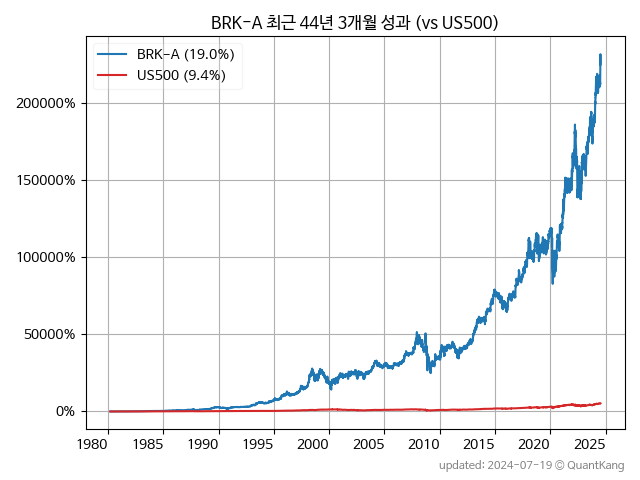 BRK-A 최근 44년 3개월 성과 (vs US500)
BRK-A (19.0%)
US500 (9.4%)
200000%
150000%
100000%
50000%
0%
1980 1985 1990 1995 2000 2005 2010 2015 2020 2025
updated: 2024-07-19 © QuantKang